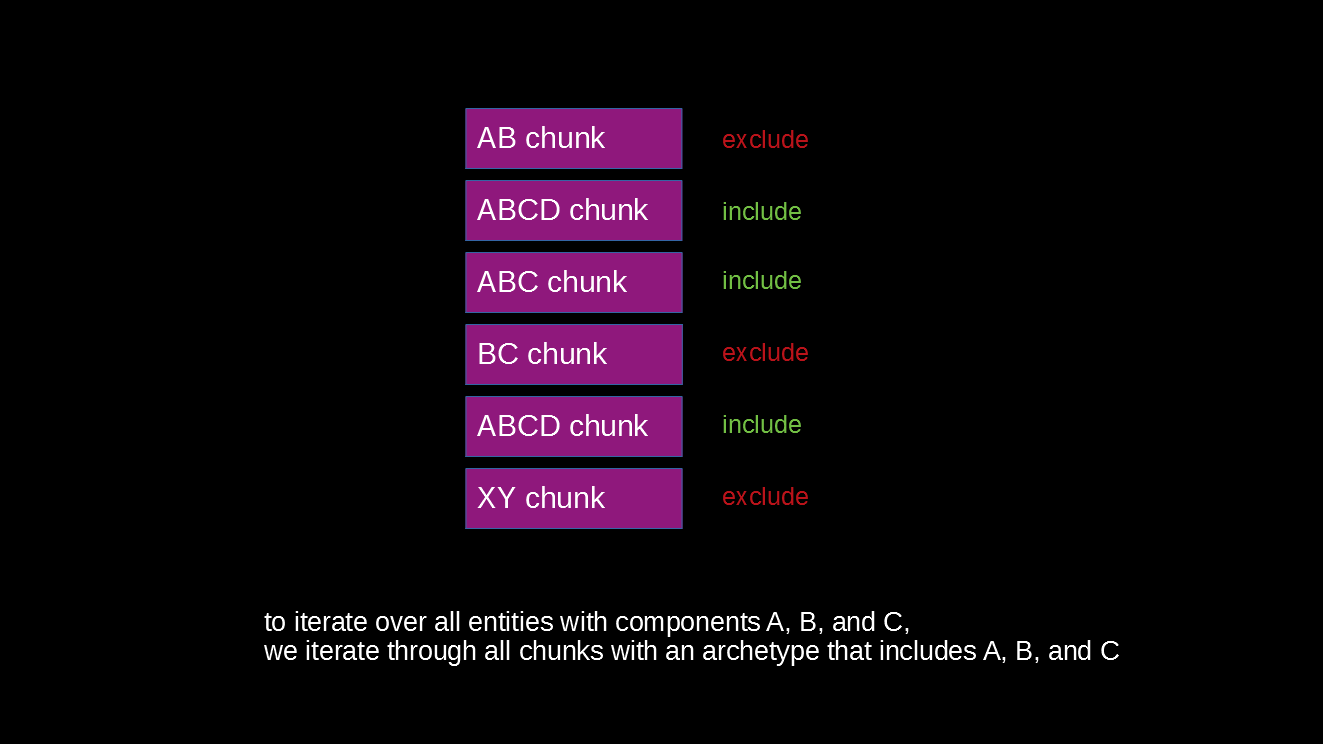 AB chunk exclude
ABCD chunk include
ABC chunk include
BC chunk exclude
ABCD chunk include
XY chunk exclude
to iterate over all entities with components A, B, and C,
we iterate through all chunks with an archetype that includes A, B, and C